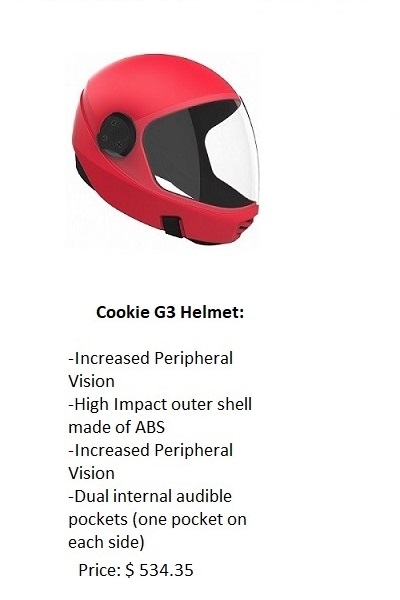 Cookie G3 Helmet:
-Increased Peripheral
Vision
-High Impact outer shell
made of ABS
-Increased Peripheral
Vision
-Dual internal audible
pockets (one pocket on
each side)
Price: $ 534.35